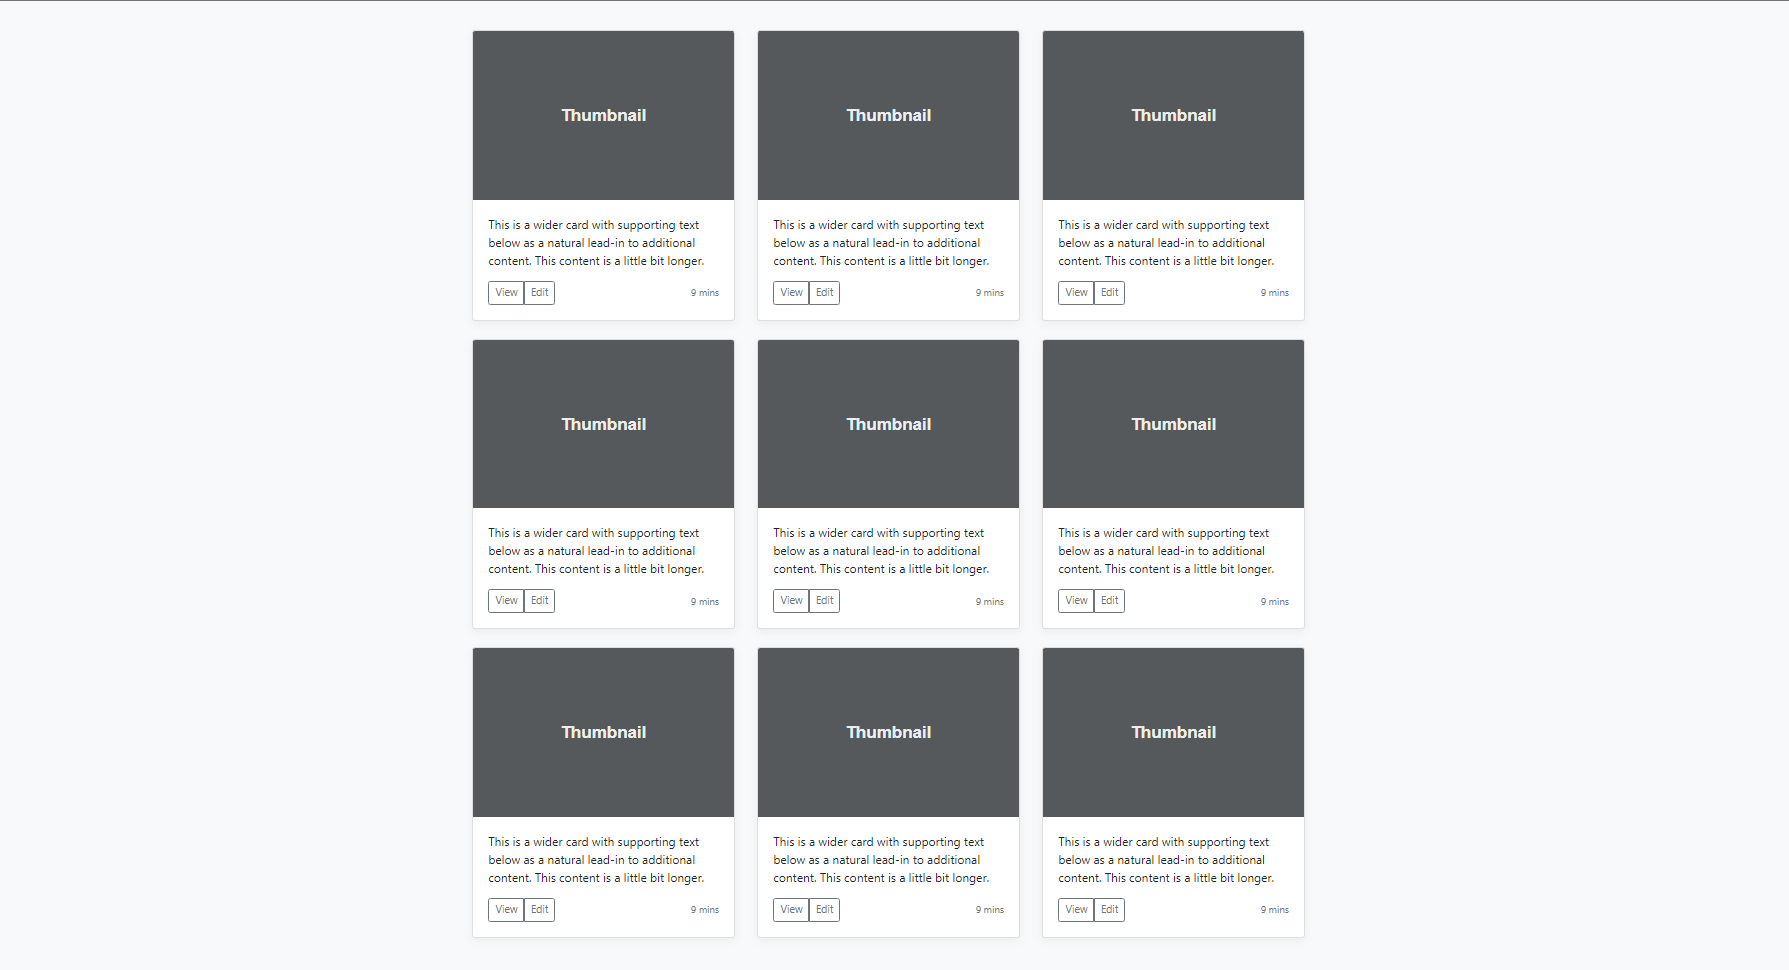 Thumbnail
This is a wider card with supporting text
below as a natural lead-in to additional
content. This content is a little bit longer.
View Edit 9 mins
Thumbnail
This is a wider card with supporting text
below as a natural lead-in to additional
content. This content is a little bit longer.
View Edit 9 mins
Thumbnail
This is a wider card with supporting text
below as a natural lead-in to additional
content. This content is a little bit longer.
View Edit 9 mins
Thumbnail
This is a wider card with supporting text
below as a natural lead-in to additional
content. This content is a little bit longer.
View Edit 9 mins
Thumbnail
This is a wider card with supporting text
below as a natural lead-in to additional
content. This content is a little bit longer.
View Edit 9 mins
Thumbnail
This is a wider card with supporting text
below as a natural lead-in to additional
content. This content is a little bit longer.
View Edit 9 mins
Thumbnail
This is a wider card with supporting text
below as a natural lead-in to additional
content. This content is a little bit longer.
View Edit 9 mins
Thumbnail
This is a wider card with supporting text
below as a natural lead-in to additional
content. This content is a little bit longer.
View Edit 9 mins
Thumbnail
This is a wider card with supporting text
below as a natural lead-in to additional
content. This content is a little bit longer.
View Edit 9 mins